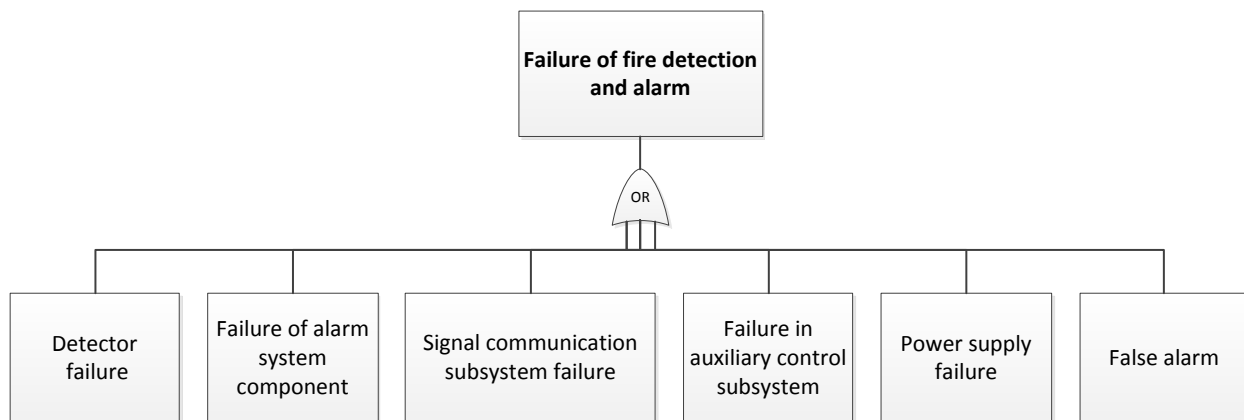 Failure of fire detection
and alarm
OR
Detector
failure
Failure of alarm
system
component
Signal communication
subsystem failure
Failure in
auxiliary control
subsystem
Power supply
failure
False alarm